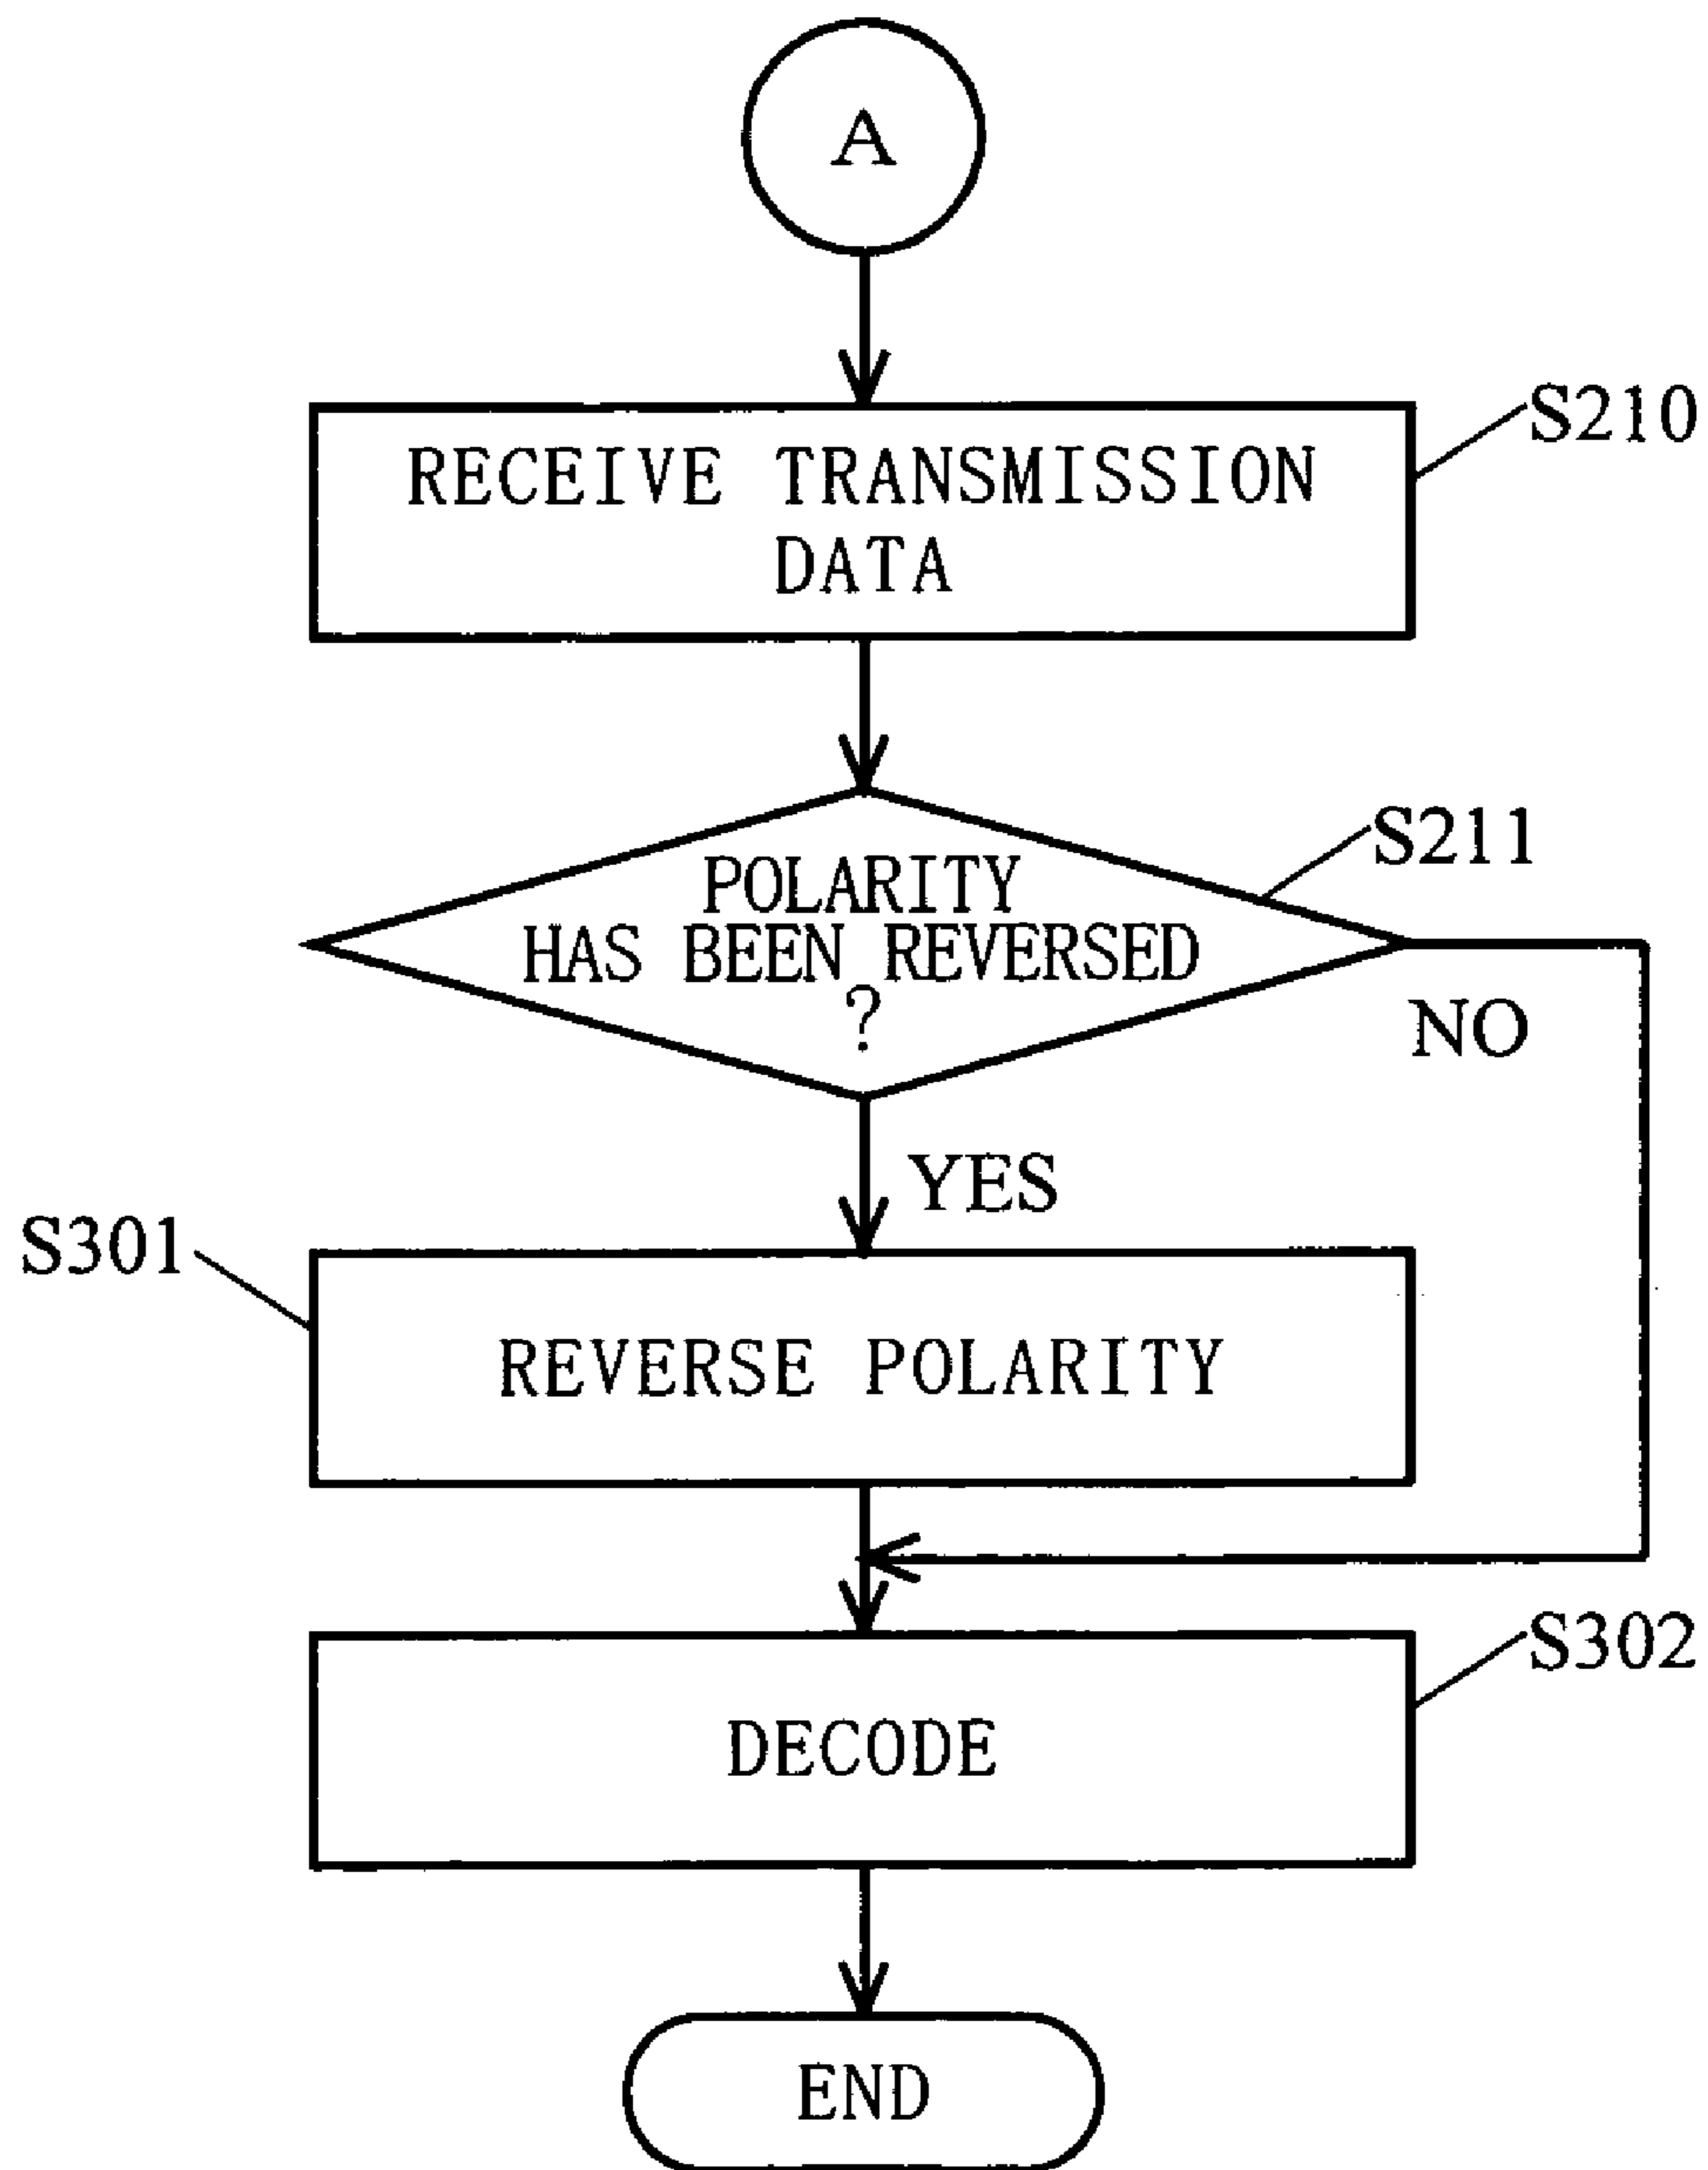 A
S210
RECEIVE TRANSMISSION
DATA
S211
POLARITY
HAS BEEN REVERSED
?
NO
YES
S301
REVERSE POLARITY
S302
DECODE
END